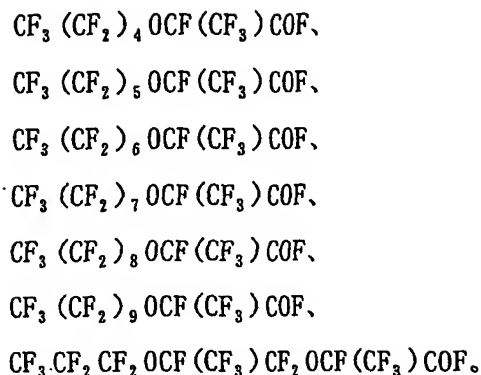 CF₃(CF₂)₄OCF(CF₃)COF、
CF₃(CF₂)₅OCF(CF₃)COF、
CF₃(CF₂)₆OCF(CF₃)COF、
CF₃(CF₂)₇OCF(CF₃)COF、
CF₃(CF₂)₈OCF(CF₃)COF、
CF₃(CF₂)₉OCF(CF₃)COF、
CF₃CF₂CF₂OCF(CF₃)CF₂OCF(CF₃)COF。